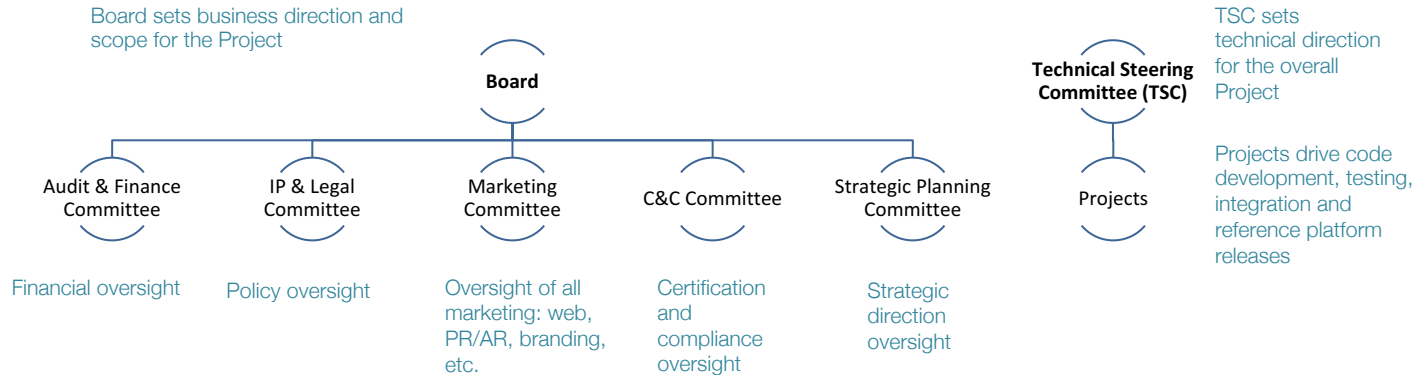 Board sets business direction and
scope for the Project
Board
Technical Steering
Committee (TSC)
TSC sets
technical direction
for the overall
Project
Audit & Finance
Committee
IP & Legal
Committee
Marketing
Committee
C&C Committee
Strategic Planning
Committee
Projects
Projects drive code
development, testing,
integration and
reference platform
releases
Financial oversight
Policy oversight
Oversight of all
marketing: web,
PR/AR, branding,
etc.
Certification
and
compliance
oversight
Strategic
direction
oversight